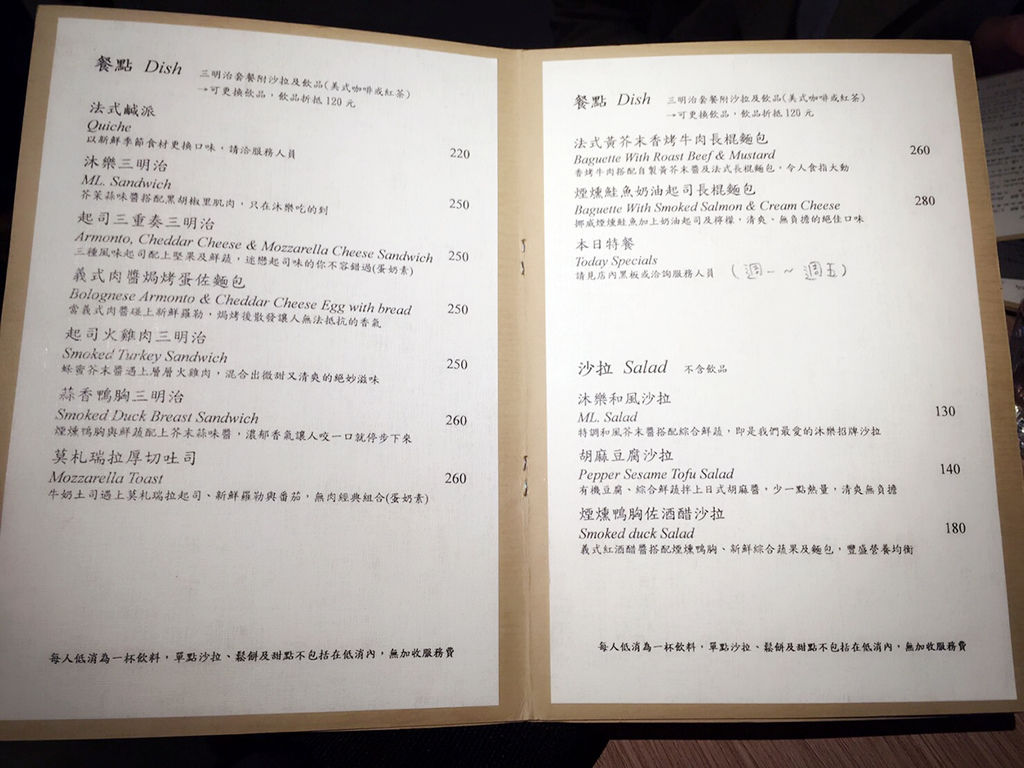 餐點 Dish 三明治套餐附沙拉及飲品(美式咖啡或紅茶)
→可更換飲品，飲品折抵 120 元
法式鹹派
Quiche
以新鮮季節食材更換口味，請洽服務人員 220
沐樂三明治
ML. Sandwich
芥茉蒜味醬搭配黑胡椒里肌肉，只在沐樂吃的到 250
起司三重奏三明治
Armonto, Cheddar Cheese & Mozzarella Cheese Sandwich 250
三種風味起司配上堅果及鮮蔬，迷戀起司味的你不容錯過(蛋奶素)
義式肉醬焗烤蛋佐麵包
Bolognese Armonto & Cheddar Cheese Egg with bread 250
當義式肉醬碰上新鮮羅勒，焗烤後散發讓人無法抵抗的香氣
起司火雞肉三明治
Smoked Turkey Sandwich 250
蜂蜜芥末醬遇上層層火雞肉，混合出微甜又清爽的絕妙滋味
蒜香鴨胸三明治
Smoked Duck Breast Sandwich 260
煙燻鴨胸與鮮蔬配上芥末蒜味醬，濃郁香氣讓人咬一口就停步下來
莫札瑞拉厚切吐司
Mozzarella Toast 260
牛奶土司遇上莫札瑞拉起司、新鮮羅勒與番茄，無肉經典組合(蛋奶素)
每人低消為一杯飲料，單點沙拉、鬆餅及甜點不包括在低消內，無加收服務費
餐點 Dish 三明治套餐附沙拉及飲品(美式咖啡或紅茶)
→可更換飲品，飲品折抵 120 元
法式黃芥末香烤牛肉長棍麵包
Baguette With Roast Beef & Mustard 260
香烤牛肉搭配自製黃芥末醬及法式長棍麵包，令人食指大動
煙燻鮭魚奶油起司長棍麵包
Baguette With Smoked Salmon & Cream Cheese 280
挪威煙燻鮭魚加上奶油起司及檸檬，清爽、無負擔的絕佳口味
本日特餐
Today Specials
請見店內黑板或洽詢服務人員 (週一～週五)
沙拉 Salad 不含飲品
沐樂和風沙拉
ML. Salad 130
特調和風芥末醬搭配綜合鮮蔬，即是我們最愛的沐樂招牌沙拉
胡麻豆腐沙拉
Pepper Sesame Tofu Salad 140
有機豆腐、綜合鮮蔬拌上日式胡麻醬，少一點熱量，清爽無負擔
煙燻鴨胸佐酒醋沙拉
Smoked duck Salad 180
義式紅酒醋醬搭配煙燻鴨胸、新鮮綜合蔬果及麵包，豐盛營養均衡
每人低消為一杯飲料，單點沙拉、鬆餅及甜點不包括在低消內，無加收服務費